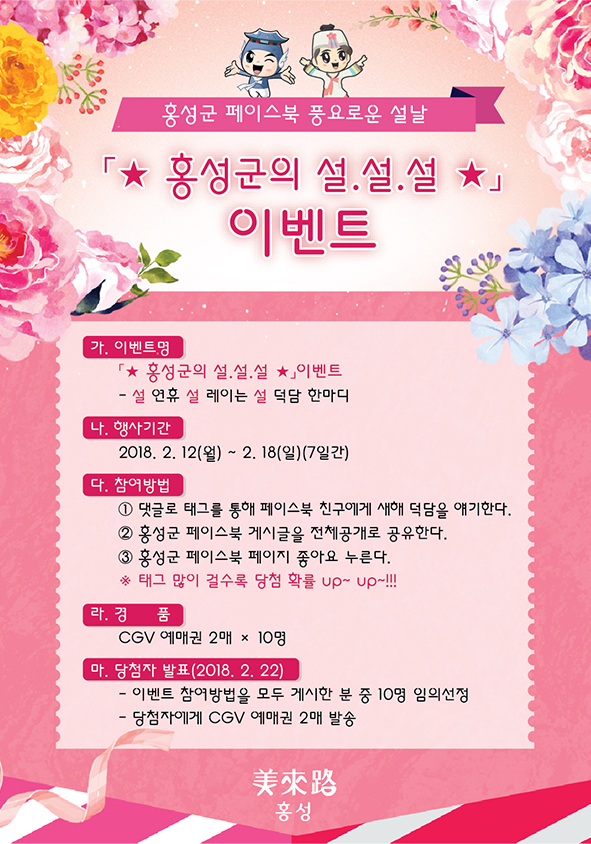 홍성군 페이스북 풍요로운 설날
「★ 홍성군의 설.설.설 ★」
이벤트
가. 이벤트명
「★ 홍성군의 설.설.설 ★」이벤트
- 설 연휴 설 레이는 설 덕담 한마디
나. 행사기간
2018. 2. 12(월) ~ 2. 18(일)(7일간)
다. 참여방법
① 댓글로 태그를 통해 페이스북 친구에게 새해 덕담을 얘기한다.
② 홍성군 페이스북 게시글을 전체공개로 공유한다.
③ 홍성군 페이스북 페이지 좋아요 누른다.
※ 태그 많이 걸수록 당첨 확률 up~ up~!!!
라. 경 품
CGV 예매권 2매 × 10명
마. 당첨자 발표(2018. 2. 22)
- 이벤트 참여방법을 모두 게시한 분 중 10명 임의선정
- 당첨자에게 CGV 예매권 2매 발송
美來路
홍성